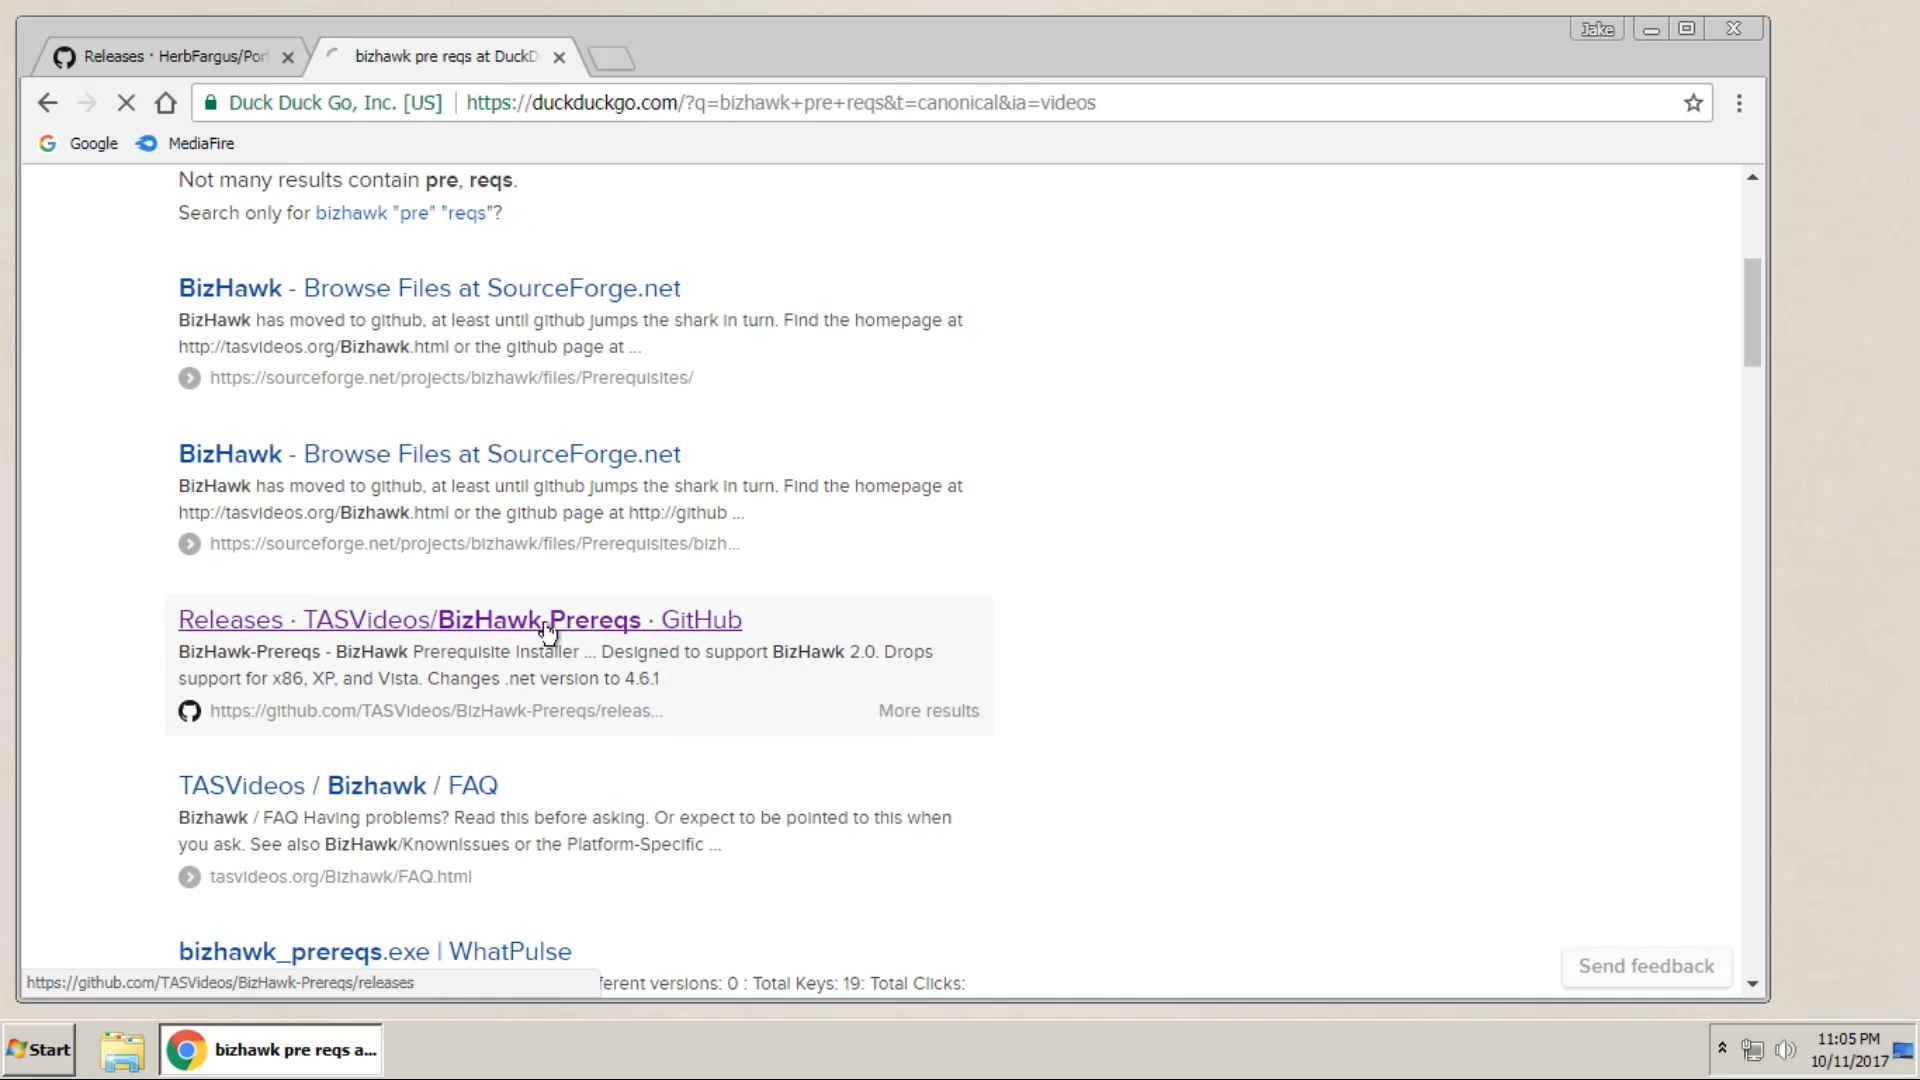 Jake
Releases · HerbFargus/Por
bizhawk pre reqs at DuckD
Duck Duck Go, Inc. [US] | https://duckduckgo.com/?q=bizhawk+pre+reqs&t=canonical&ia=videos
Google MediaFire
Not many results contain pre, reqs.
Search only for bizhawk "pre" "reqs"?
BizHawk - Browse Files at SourceForge.net
BizHawk has moved to github, at least until github jumps the shark in turn. Find the homepage at
http://tasvideos.org/Bizhawk.html or the github page at ...
https://sourceforge.net/projects/bizhawk/files/Prerequisites/
BizHawk - Browse Files at SourceForge.net
BizHawk has moved to github, at least until github jumps the shark in turn. Find the homepage at
http://tasvideos.org/Bizhawk.html or the github page at http://github ...
https://sourceforge.net/projects/bizhawk/files/Prerequisites/bizh...
Releases · TASVideos/BizHawk-Prereqs · GitHub
BizHawk-Prereqs - BizHawk Prerequisite Installer ... Designed to support BizHawk 2.0. Drops
support for x86, XP, and Vista. Changes .net version to 4.6.1
https://github.com/TASVideos/BizHawk-Prereqs/releas... More results
TASVideos / Bizhawk / FAQ
Bizhawk / FAQ Having problems? Read this before asking. Or expect to be pointed to this when
you ask. See also BizHawk/KnownIssues or the Platform-Specific ...
tasvideos.org/Bizhawk/FAQ.html
bizhawk_prereqs.exe | WhatPulse
ferent versions: 0 : Total Keys: 19: Total Clicks:
Send feedback
https://github.com/TASVideos/BizHawk-Prereqs/releases
Start
bizhawk pre reqs a...
11:05 PM
10/11/2017